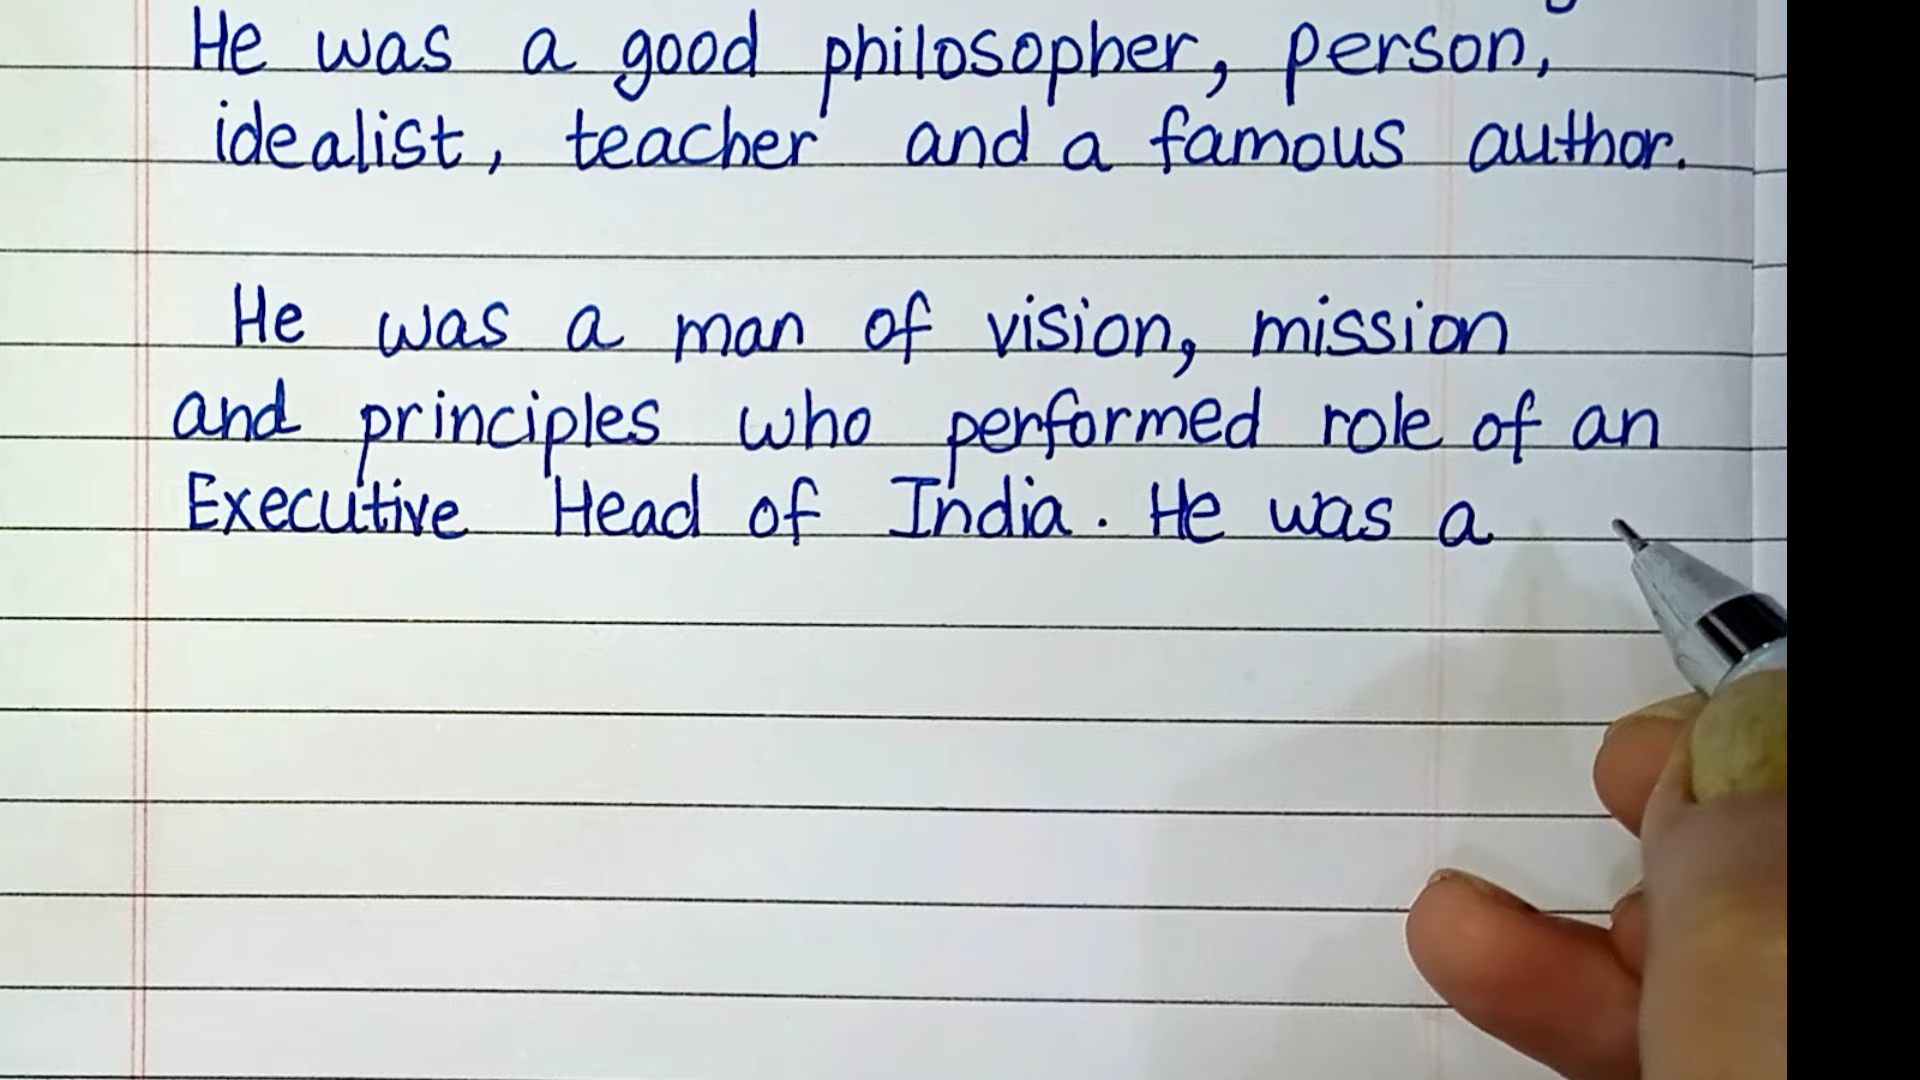 He was a good philosopher, person,
idealist, teacher and a famous author.
He was a man of vision, mission
and principles who performed role of an
Executive Head of India. He was a